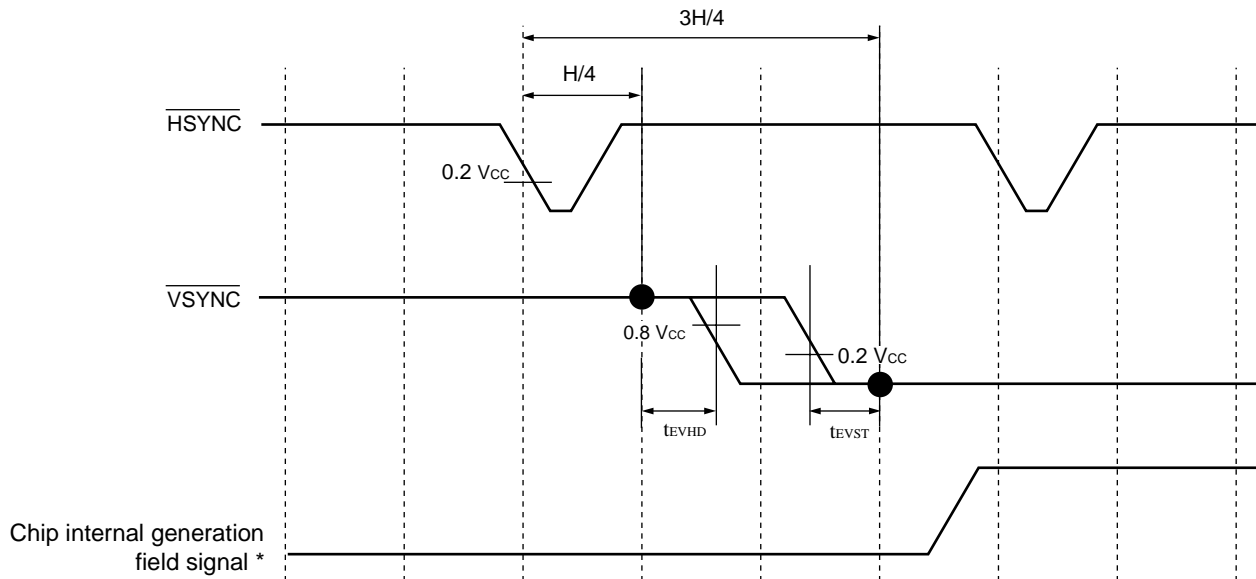 3H/4
H/4
HSYNC
0.2 VCC
VSYNC
0.8 VCC
0.2 VCC
tEVHD
tEVST
Chip internal generation
field signal *